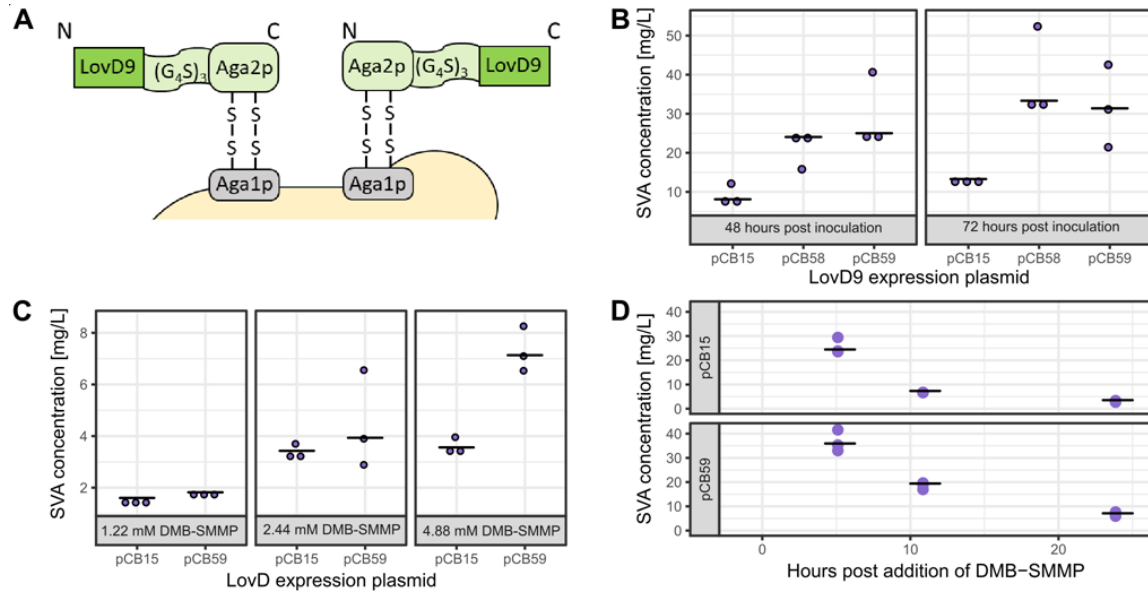 A
N
C
N
C
LovD9
(G4S)3
Aga2p
Aga2p
(G4S)3
LovD9
S
S
S
S
S
S
S
S
Aga1p
Aga1p
B
SVA concentration [mg/L]
50
40
30
20
10
48 hours post inoculation
72 hours post inoculation
pCB15
pCB58
pCB59
pCB15
pCB58
pCB59
LovD9 expression plasmid
C
SVA concentration [mg/L]
8
6
4
2
1.22 mM DMB-SMMP
2.44 mM DMB-SMMP
4.88 mM DMB-SMMP
pCB15
pCB59
pCB15
pCB59
pCB15
pCB59
LovD expression plasmid
D
SVA concentration [mg/L]
pCB15
40
30
20
10
0
pCB59
40
30
20
10
0
0
10
20
Hours post addition of DMB−SMMP